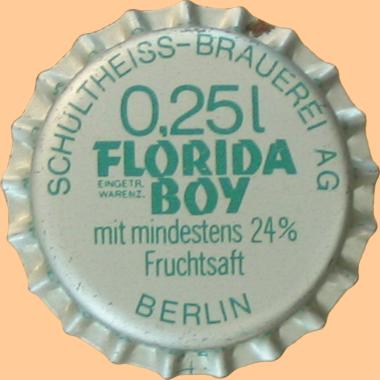 SCHULTHEISS-BRAUEREI AG
0,25l
FLORIDA
EINGETR.
WARENZ.
BOY
mit mindestens 24%
Fruchtsaft
BERLIN